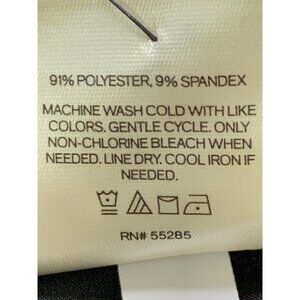 91% POLYESTER, 9% SPANDEX
MACHINE WASH COLD WITH LIKE
COLORS. GENTLE CYCLE. ONLY
NON-CHLORINE BLEACH WHEN
NEEDED. LINE DRY. COOL IRON IF
NEEDED.
RN# 55285